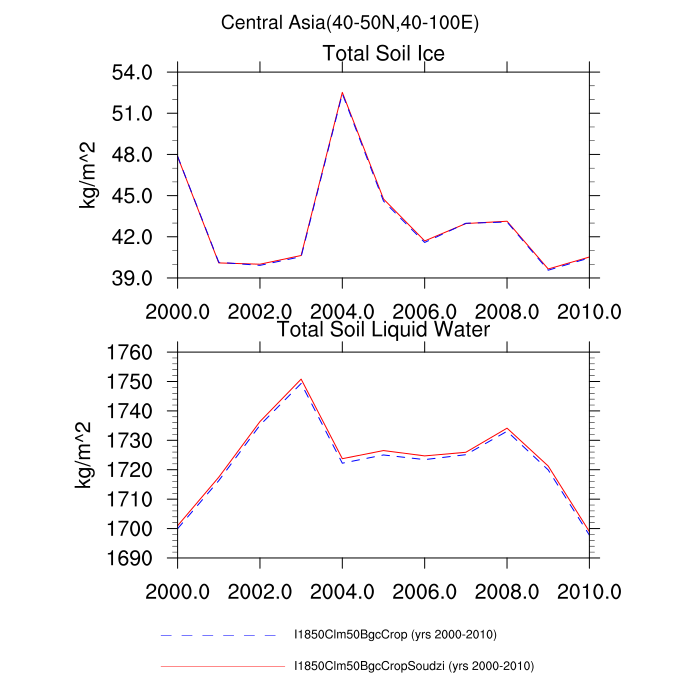 Central Asia(40-50N,40-100E)
Total Soil Ice
54.0
51.0
48.0
45.0
42.0
39.0
kg/m^2
2000.0 2002.0 2004.0 2006.0 2008.0 2010.0
Total Soil Liquid Water
1760
1750
1740
1730
1720
1710
1700
1690
kg/m^2
2000.0 2002.0 2004.0 2006.0 2008.0 2010.0
I1850Clm50BgcCrop (yrs 2000-2010)
I1850Clm50BgcCropSoudzi (yrs 2000-2010)